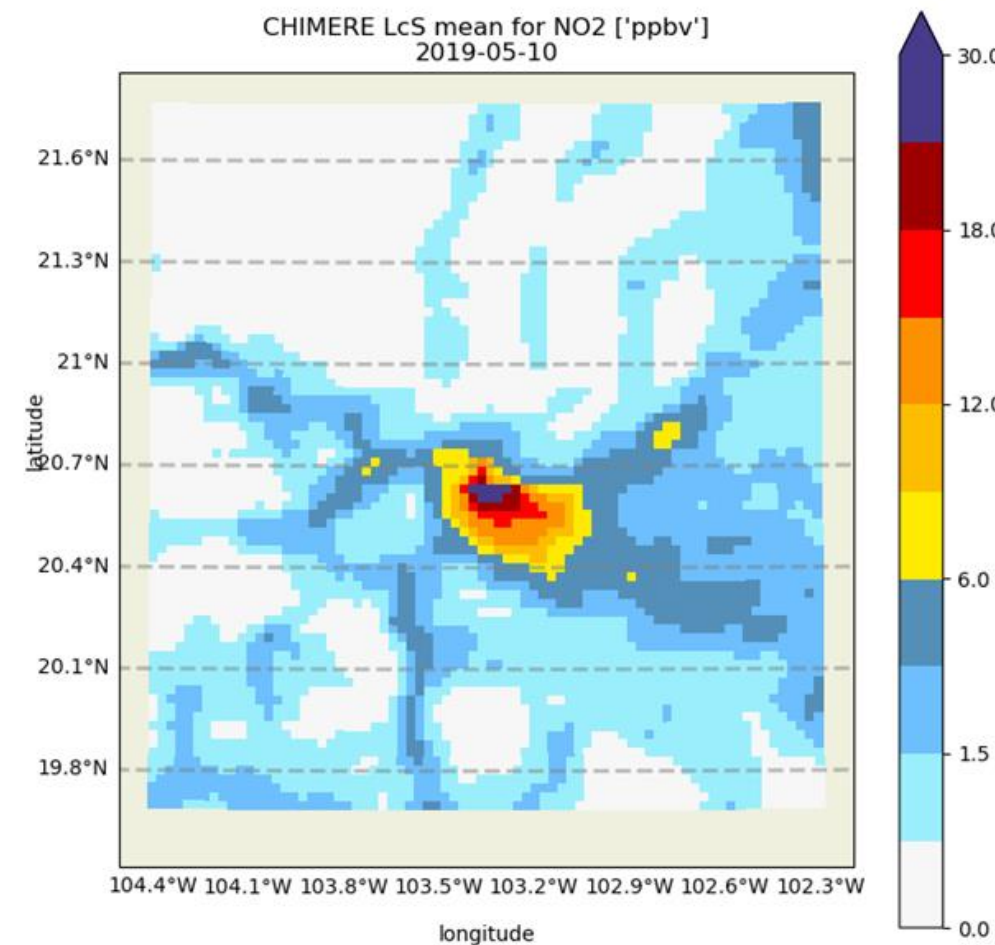 CHIMERE LcS mean for NO2 ['ppbv']
2019-05-10
30.0
21.6°N
18.0
21.3°N
21°N
12.0
latitude
20.7°N
20.4°N
6.0
20.1°N
19.8°N
1.5
104.4°W 104.1°W 103.8°W 103.5°W 103.2°W 102.9°W 102.6°W 102.3°W
0.0
longitude